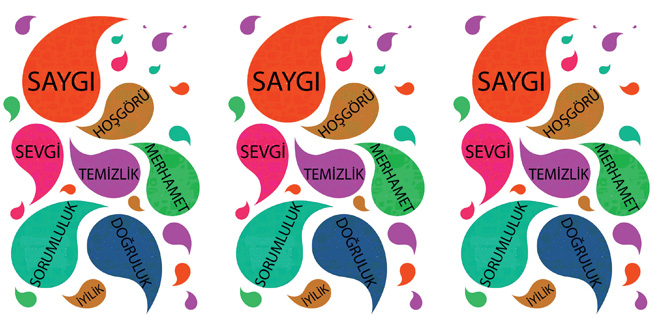 SAYGI
HOŞGÖRÜ
SEVGİ
TEMİZLİK
MERHAMET
SORUMLULUK
DOĞRULUK
İYİLİK
SAYGI
HOŞGÖRÜ
SEVGİ
TEMİZLİK
MERHAMET
SORUMLULUK
DOĞRULUK
İYİLİK
SAYGI
HOŞGÖRÜ
SEVGİ
TEMİZLİK
MERHAMET
SORUMLULUK
DOĞRULUK
İYİLİK